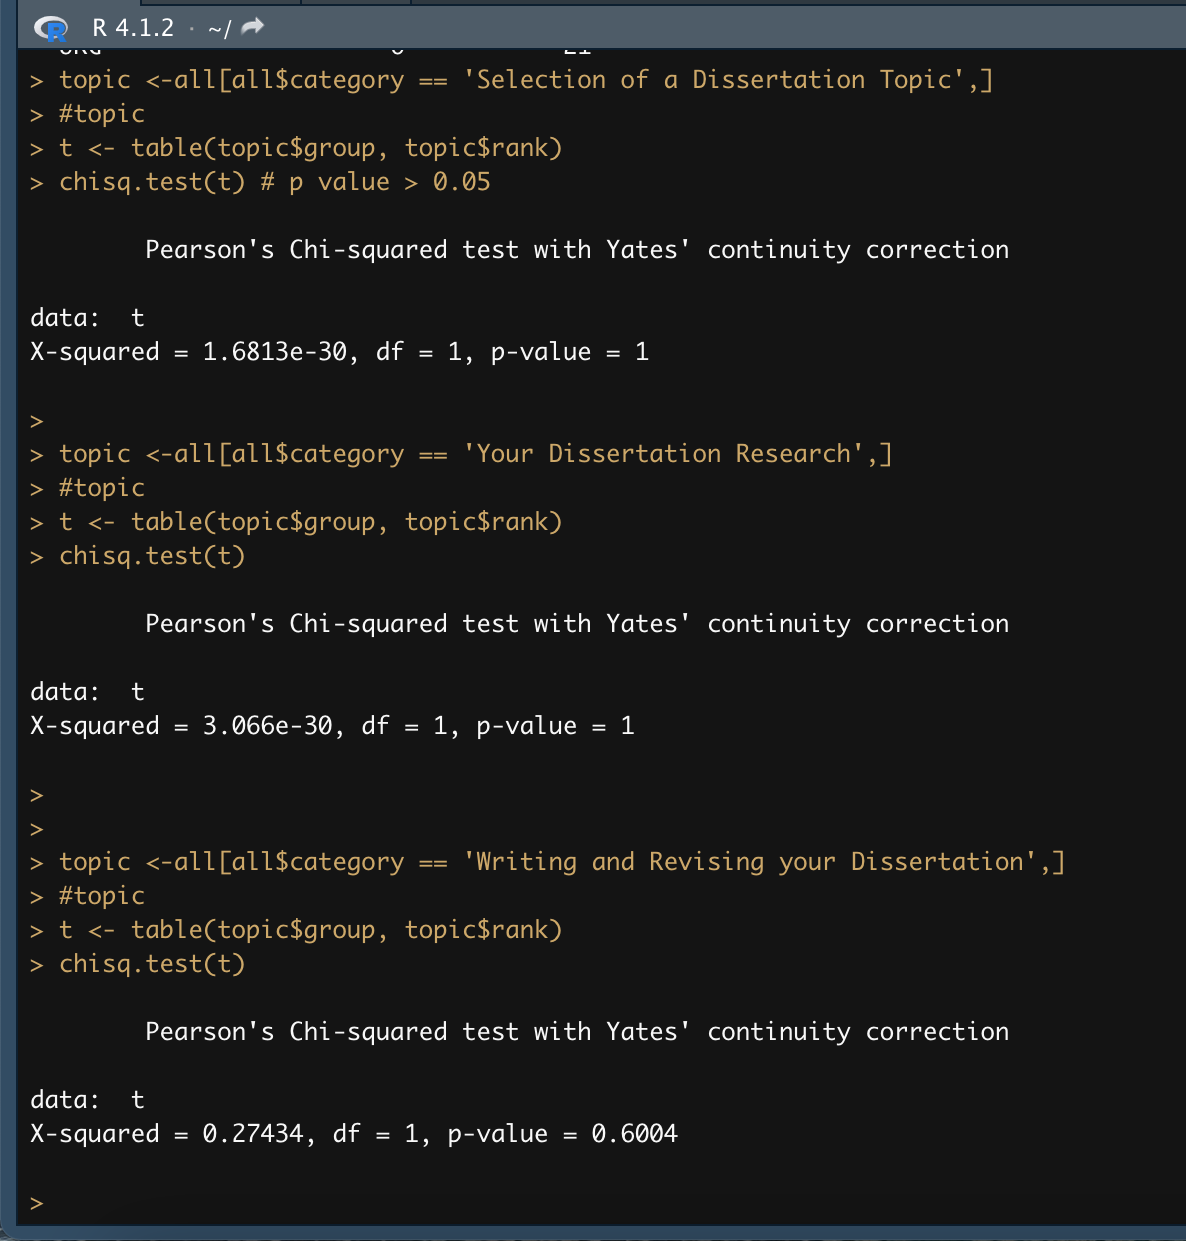 R 4.1.2 · ~/
> topic <-all[all$category == 'Selection of a Dissertation Topic',]
> #topic
> t <- table(topic$group, topic$rank)
> chisq.test(t) # p value > 0.05
Pearson's Chi-squared test with Yates' continuity correction
data:  t
X-squared = 1.6813e-30, df = 1, p-value = 1
>
> topic <-all[all$category == 'Your Dissertation Research',]
> #topic
> t <- table(topic$group, topic$rank)
> chisq.test(t)
Pearson's Chi-squared test with Yates' continuity correction
data:  t
X-squared = 3.066e-30, df = 1, p-value = 1
>
>
> topic <-all[all$category == 'Writing and Revising your Dissertation',]
> #topic
> t <- table(topic$group, topic$rank)
> chisq.test(t)
Pearson's Chi-squared test with Yates' continuity correction
data:  t
X-squared = 0.27434, df = 1, p-value = 0.6004
>